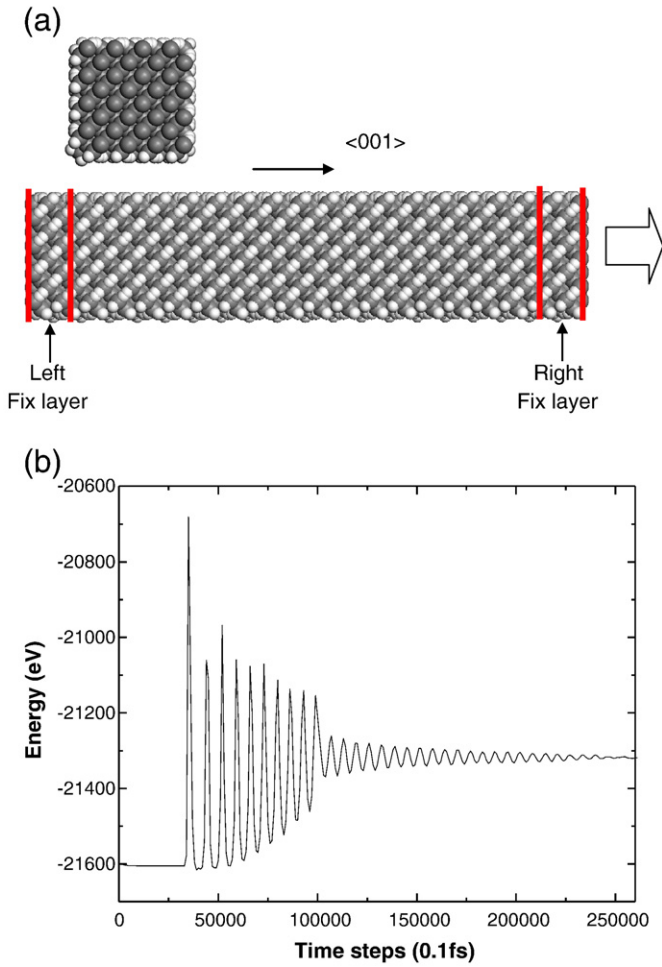 (a)
<001>
Left
Fix layer
Right
Fix layer
(b)
-20600
-20800
-21000
-21200
-21400
-21600
Energy (eV)
0
50000
100000
150000
200000
250000
Time steps (0.1fs)